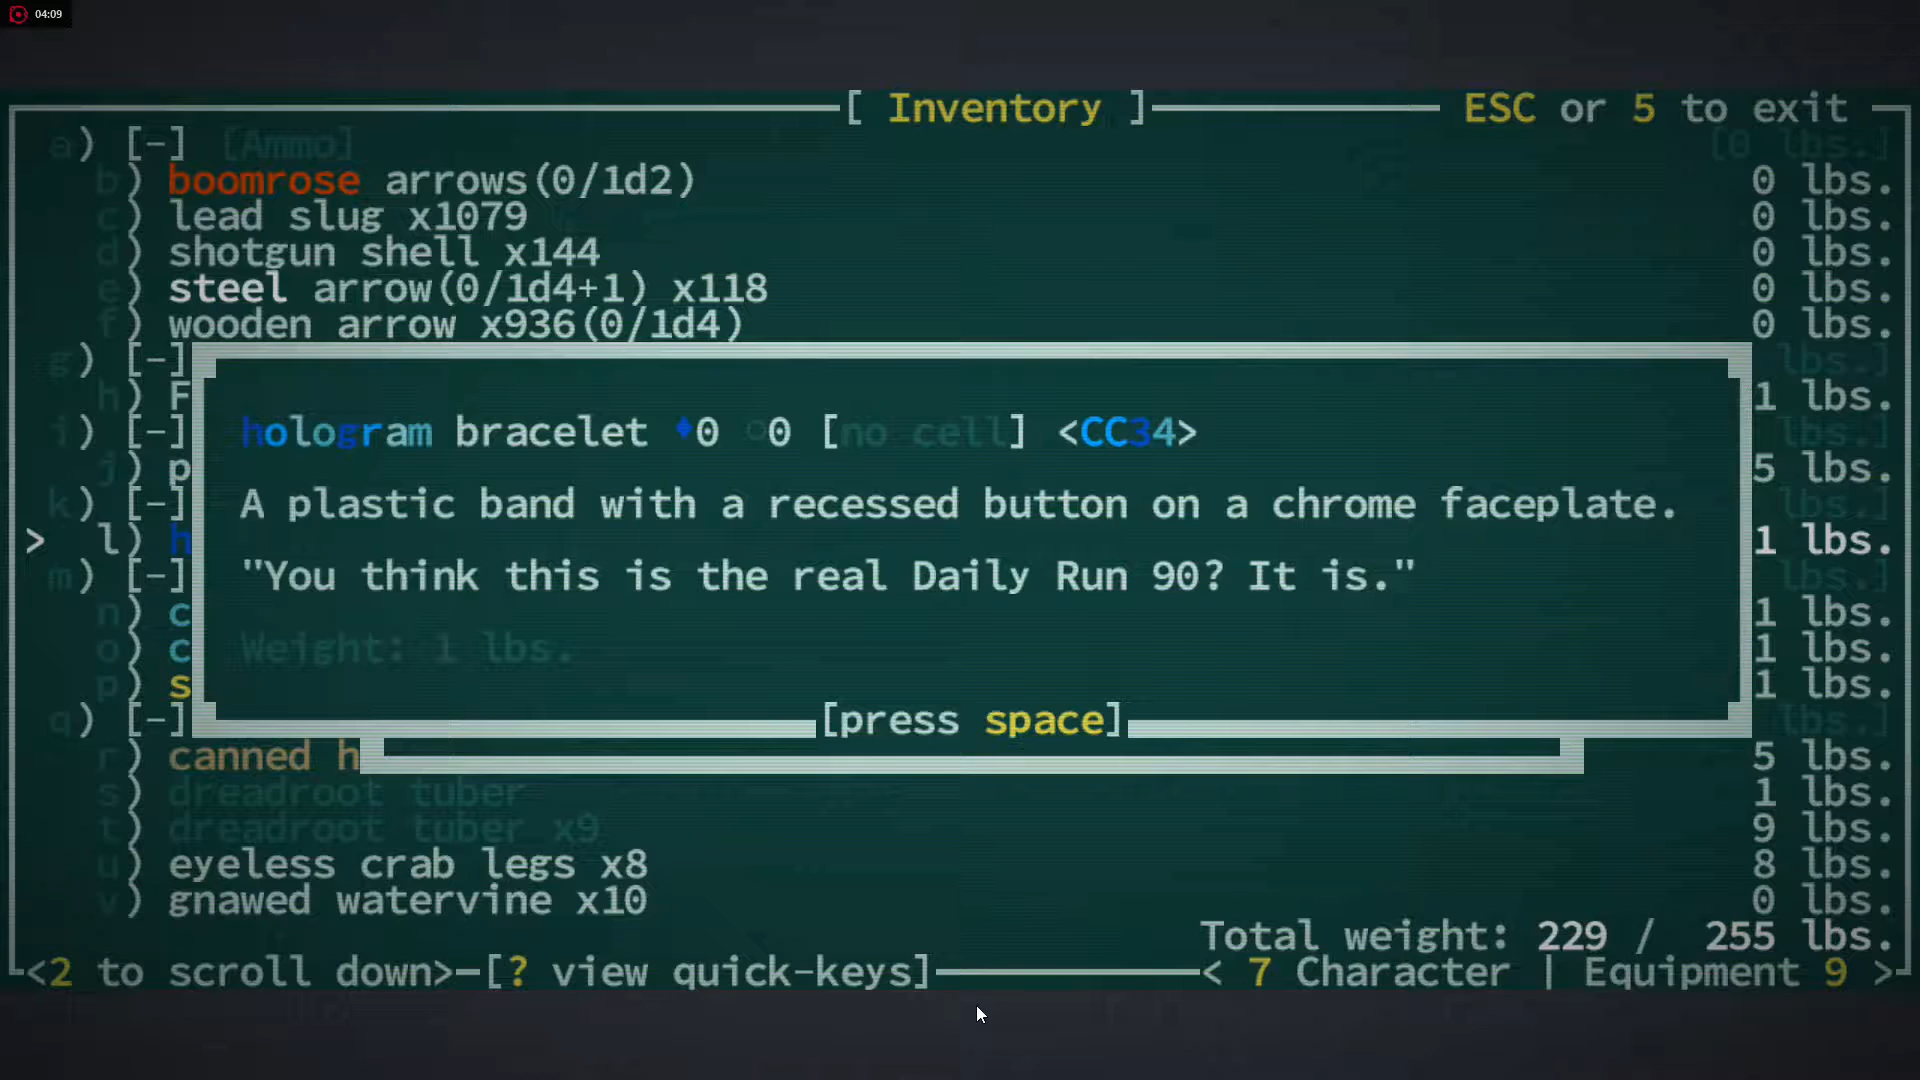 04:09
[ Inventory ] ESC or 5 to exit
a) [-] [Ammo] [0 lbs.]
b) boomrose arrows(0/1d2) 0 lbs.
c) lead slug x1079 0 lbs.
d) shotgun shell x144 0 lbs.
e) steel arrow(0/1d4+1) x118 0 lbs.
f) wooden arrow x936(0/1d4) 0 lbs.
g) [-] lbs.]
h) F 1 lbs.
i) [-] lbs.]
hologram bracelet ♦0 ○0 [no cell] <CC34>
j) p 5 lbs.
k) [-] lbs.]
A plastic band with a recessed button on a chrome faceplate.
> l) h 1 lbs.
m) [-] lbs.]
"You think this is the real Daily Run 90? It is."
n) c 1 lbs.
o) c 1 lbs.
Weight: 1 lbs.
p) s 1 lbs.
q) [-] lbs.]
[press space]
r) canned h 5 lbs.
s) dreadroot tuber 1 lbs.
t) dreadroot tuber x9 9 lbs.
u) eyeless crab legs x8 8 lbs.
v) gnawed watervine x10 0 lbs.
Total weight: 229 / 255 lbs.
<2 to scroll down> [? view quick-keys] < 7 Character | Equipment 9 >